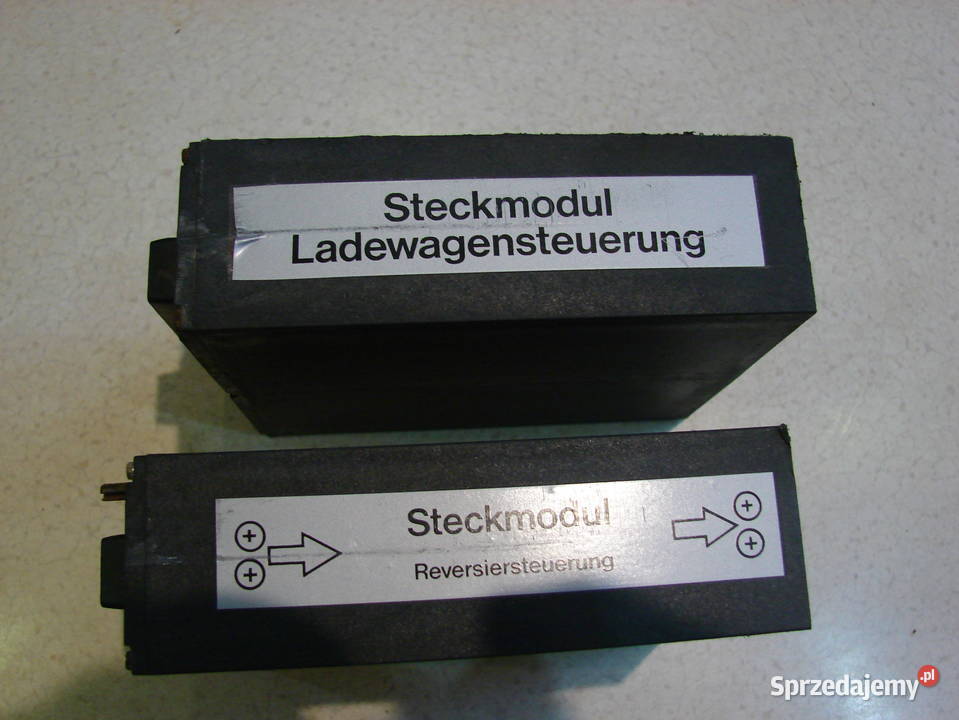 Steckmodul
Ladewagensteuerung
Steckmodul
Reversiersteuerung
Sprzedajemy.pl